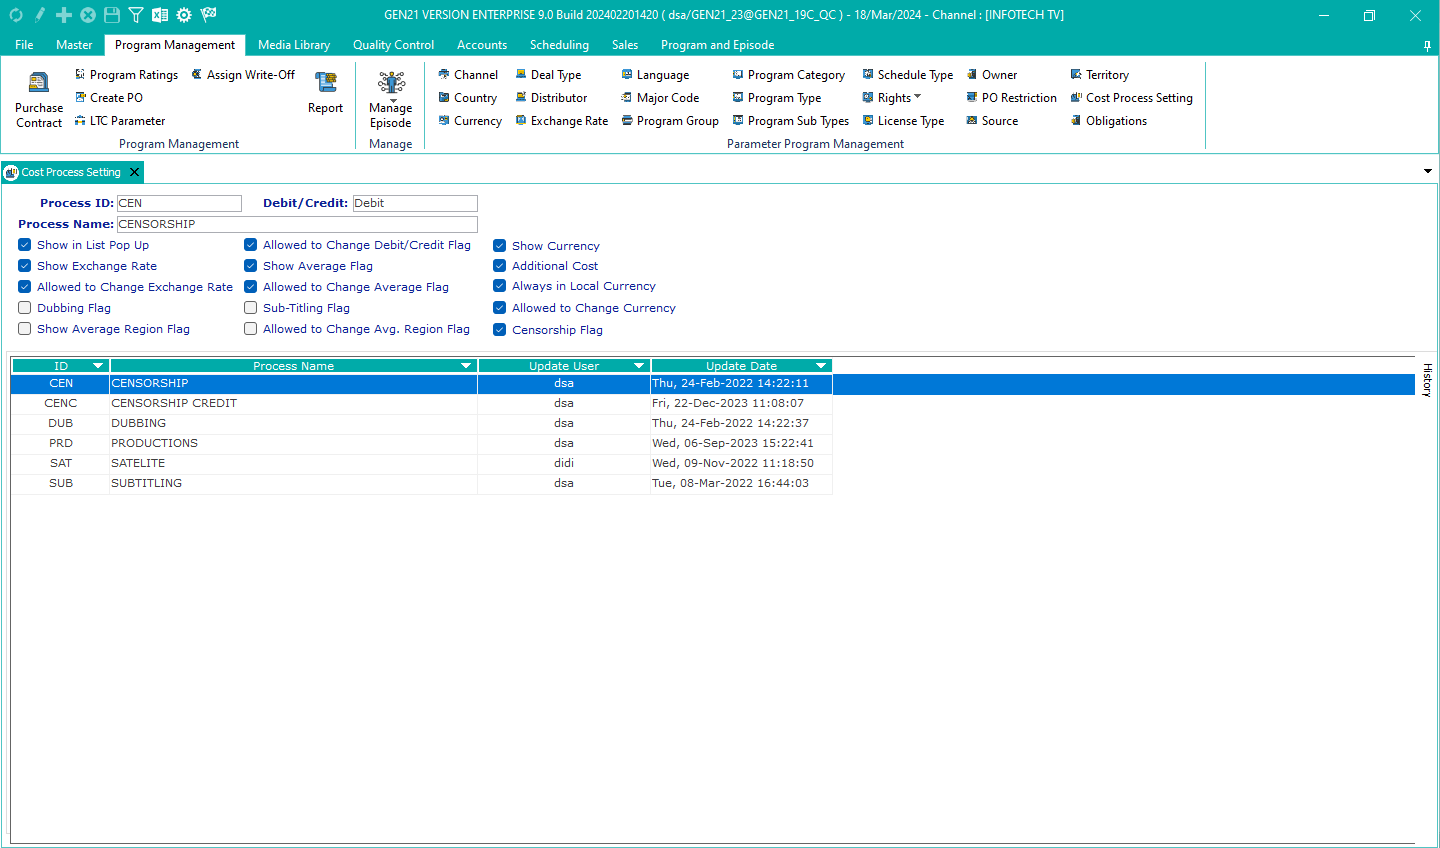 GEN21 VERSION ENTERPRISE 9.0 Build 202402201420 ( dsa/GEN21_23@GEN21_19C_QC ) - 18/Mar/2024 - Channel : [INFOTECH TV]
File Master Program Management Media Library Quality Control Accounts Scheduling Sales Program and Episode
Purchase Contract
Program Ratings
Create PO
LTC Parameter
Assign Write-Off
Report
Program Management
Manage Episode
Manage
Channel
Country
Currency
Deal Type
Distributor
Exchange Rate
Language
Major Code
Program Group
Program Category
Program Type
Program Sub Types
Schedule Type
Rights
License Type
Owner
PO Restriction
Source
Territory
Cost Process Setting
Obligations
Parameter Program Management
Cost Process Setting
Process ID: CEN Debit/Credit: Debit
Process Name: CENSORSHIP
Show in List Pop Up Allowed to Change Debit/Credit Flag Show Currency
Show Exchange Rate Show Average Flag Additional Cost
Allowed to Change Exchange Rate Allowed to Change Average Flag Always in Local Currency
Dubbing Flag Sub-Titling Flag Allowed to Change Currency
Show Average Region Flag Allowed to Change Avg. Region Flag Censorship Flag
ID Process Name Update User Update Date
CEN CENSORSHIP dsa Thu, 24-Feb-2022 14:22:11
CENC CENSORSHIP CREDIT dsa Fri, 22-Dec-2023 11:08:07
DUB DUBBING dsa Thu, 24-Feb-2022 14:22:37
PRD PRODUCTIONS dsa Wed, 06-Sep-2023 15:22:41
SAT SATELITE didi Wed, 09-Nov-2022 11:18:50
SUB SUBTITLING dsa Tue, 08-Mar-2022 16:44:03
History